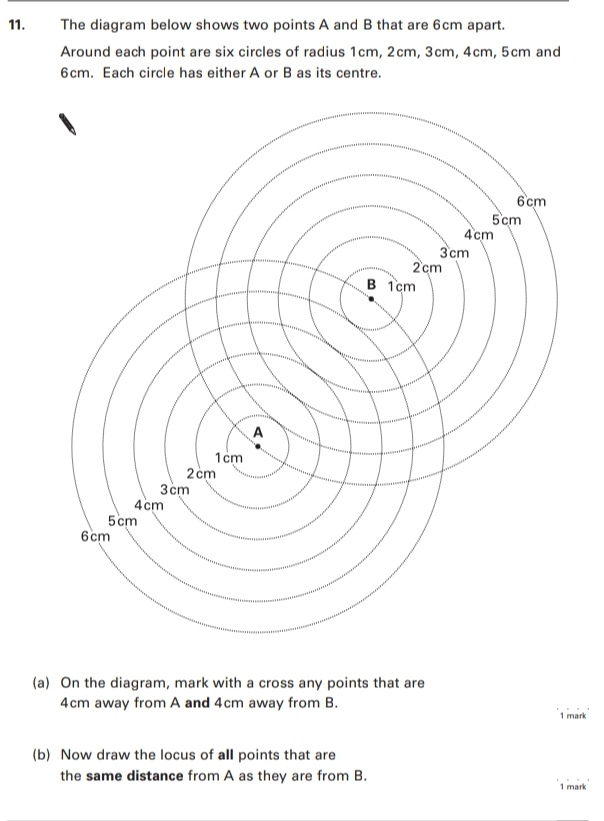 11. The diagram below shows two points A and B that are 6cm apart.
Around each point are six circles of radius 1cm, 2cm, 3cm, 4cm, 5cm and
6cm. Each circle has either A or B as its centre.
6cm
5cm
4cm
3cm
2cm
B 1cm
A
1cm
2cm
3cm
4cm
5cm
6cm
(a) On the diagram, mark with a cross any points that are
4cm away from A and 4cm away from B.
1 mark
(b) Now draw the locus of all points that are
the same distance from A as they are from B.
1 mark